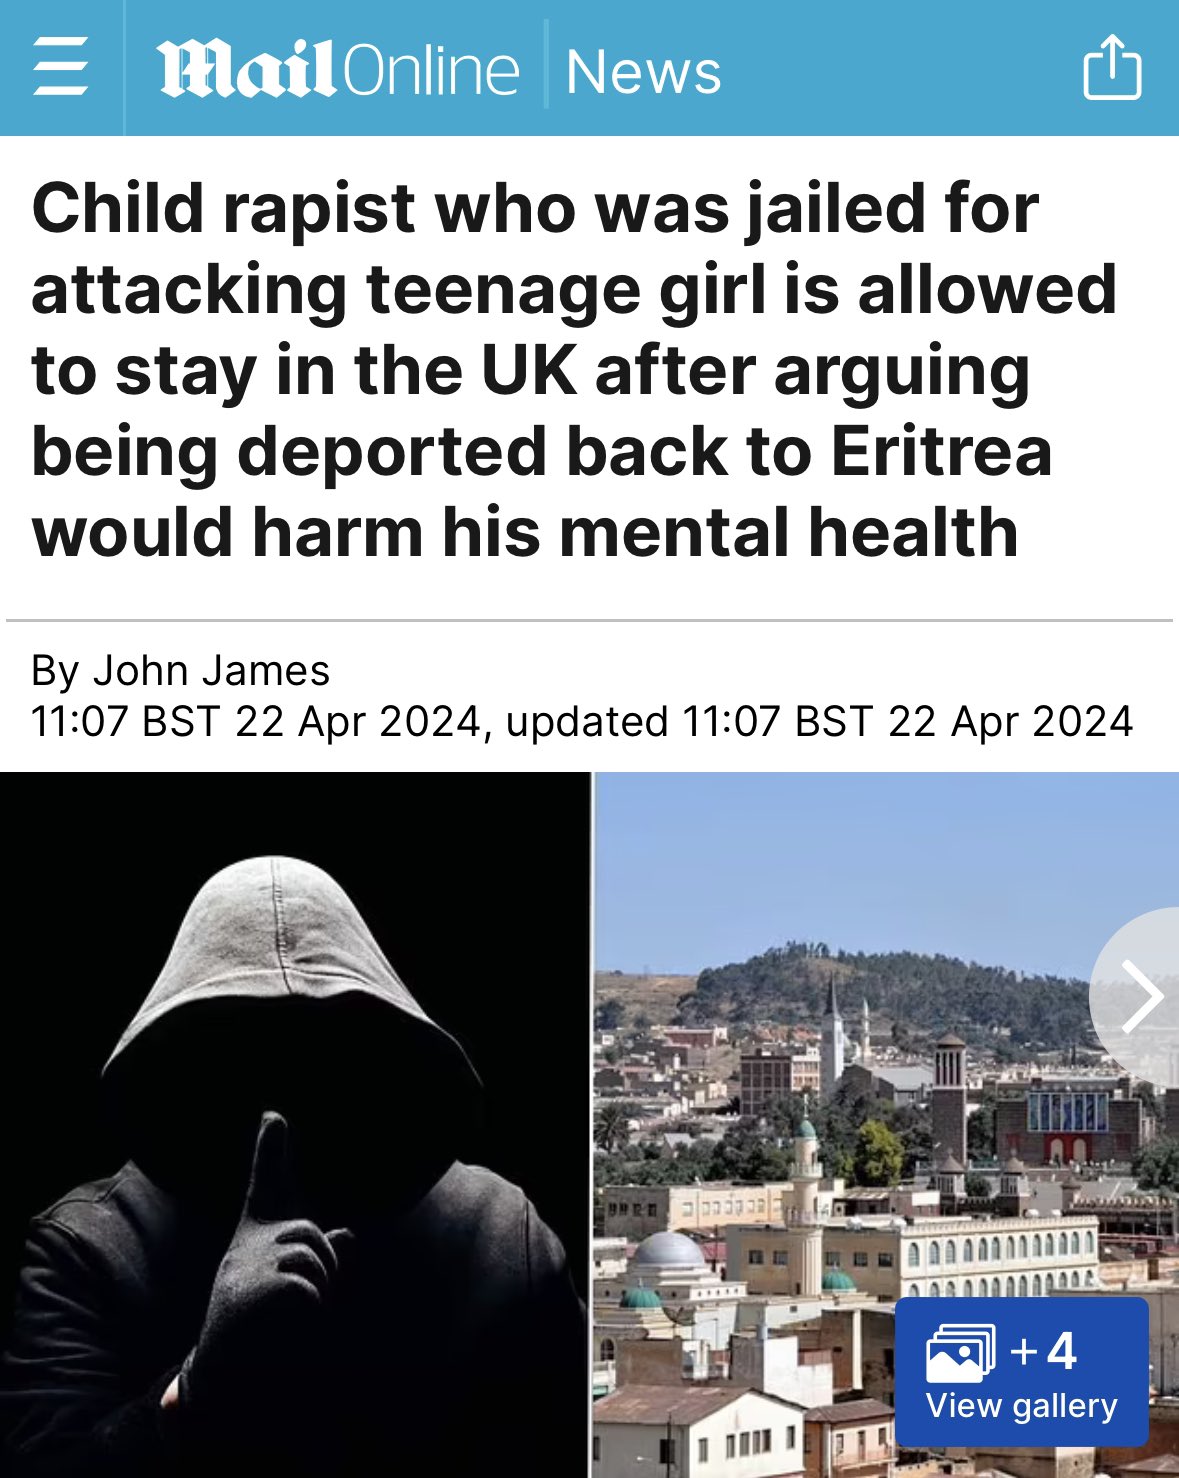 Mail Online News
Child rapist who was jailed for
attacking teenage girl is allowed
to stay in the UK after arguing
being deported back to Eritrea
would harm his mental health
By John James
11:07 BST 22 Apr 2024, updated 11:07 BST 22 Apr 2024
+4
View gallery